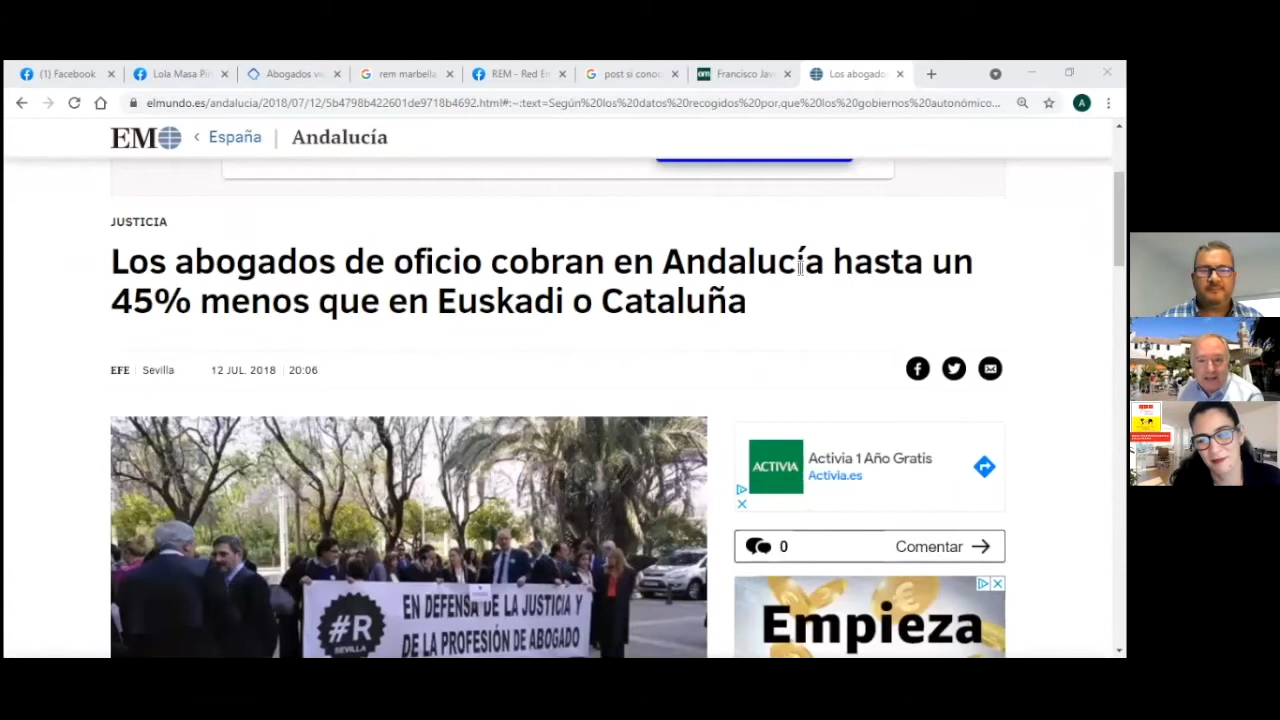 (1) Facebook
Lola Masa Pin
Abogados vi
rem marbella
REM - Red En
post si conoc
Francisco Jav
Los abogado
elmundo.es/andalucia/2018/07/12/5b4798b422601de9718b4692.html#:~:text=Según%20los%20datos%20recogidos%20por,que%20los%20gobiernos%20autonómico...
A
EM
España
Andalucía
JUSTICIA
Los abogados de oficio cobran en Andalucía hasta un
45% menos que en Euskadi o Cataluña
EFE Sevilla 12 JUL. 2018 20:06
ACTIVIA
Activia 1 Año Gratis
Activia.es
0 Comentar
Empieza
#R
SEVILLA
EN DEFENSA DE LA JUSTICIA Y
DE LA PROFESIÓN DE ABOGADO